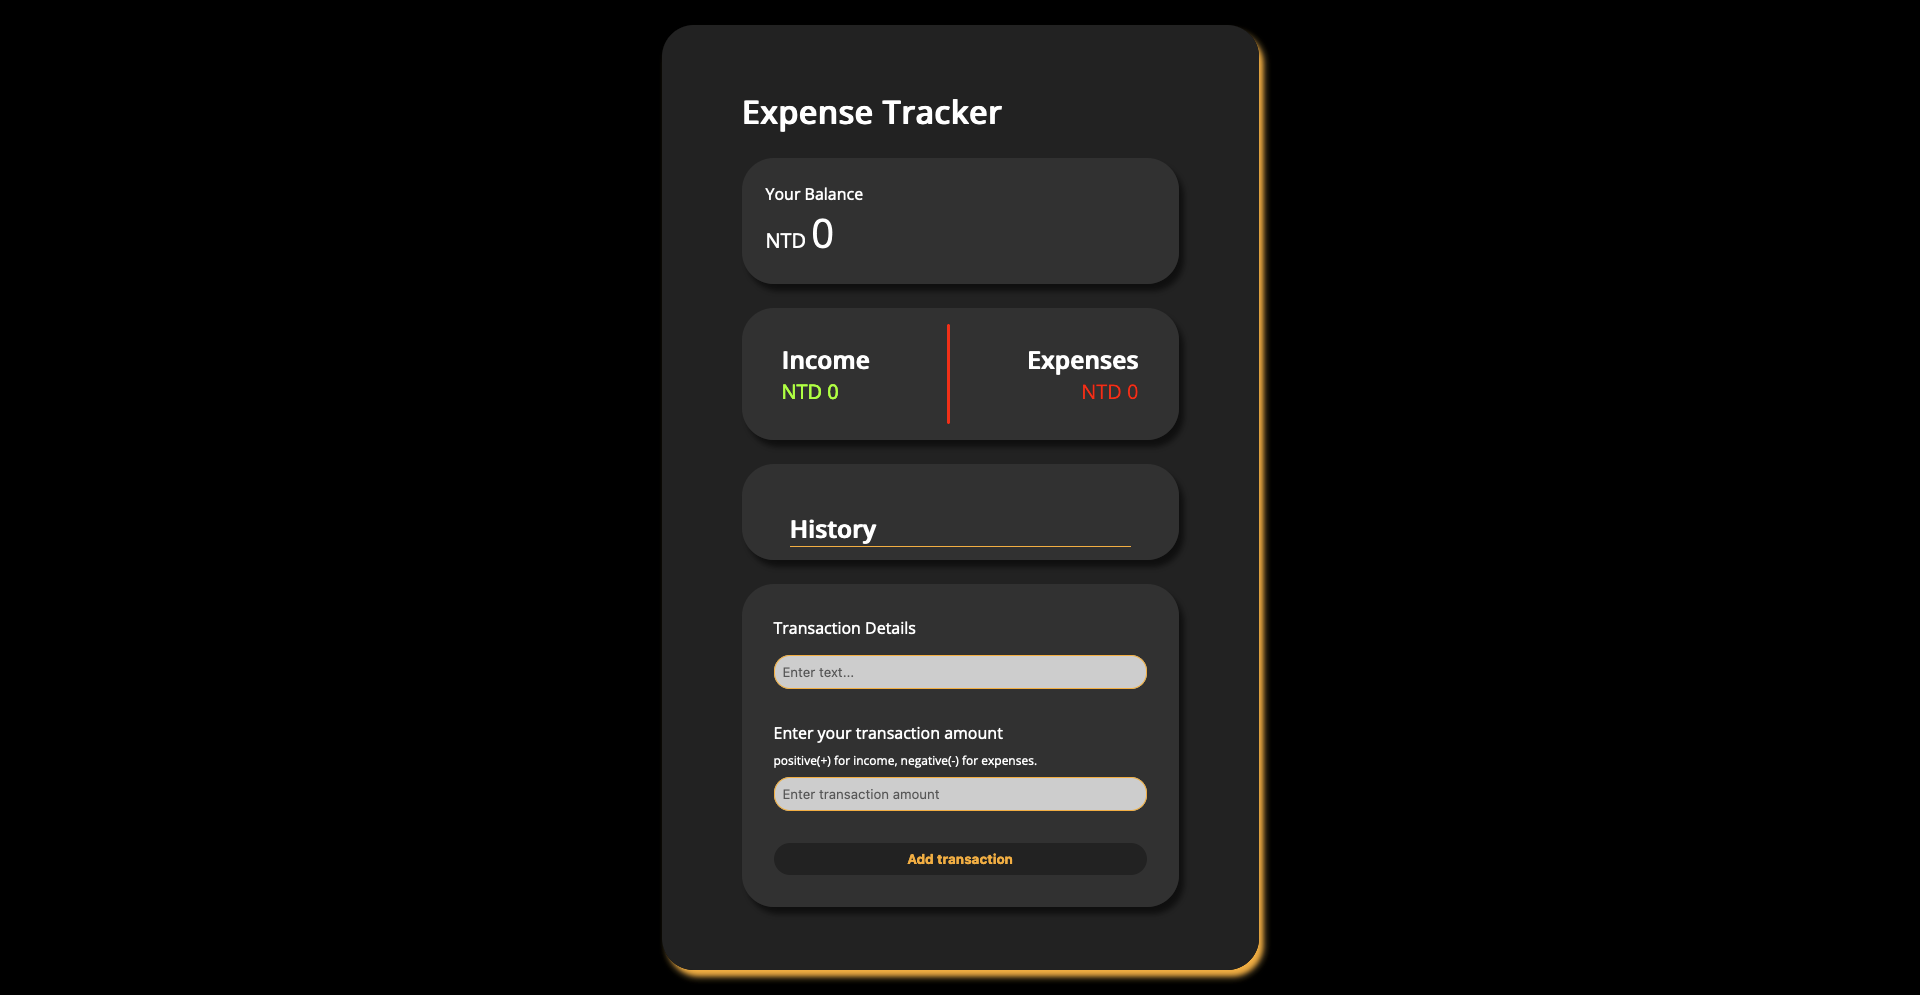 Expense Tracker
Your Balance
NTD 0
Income
NTD 0
Expenses
NTD 0
History
Transaction Details
Enter text...
Enter your transaction amount
positive(+) for income, negative(-) for expenses.
Enter transaction amount
Add transaction